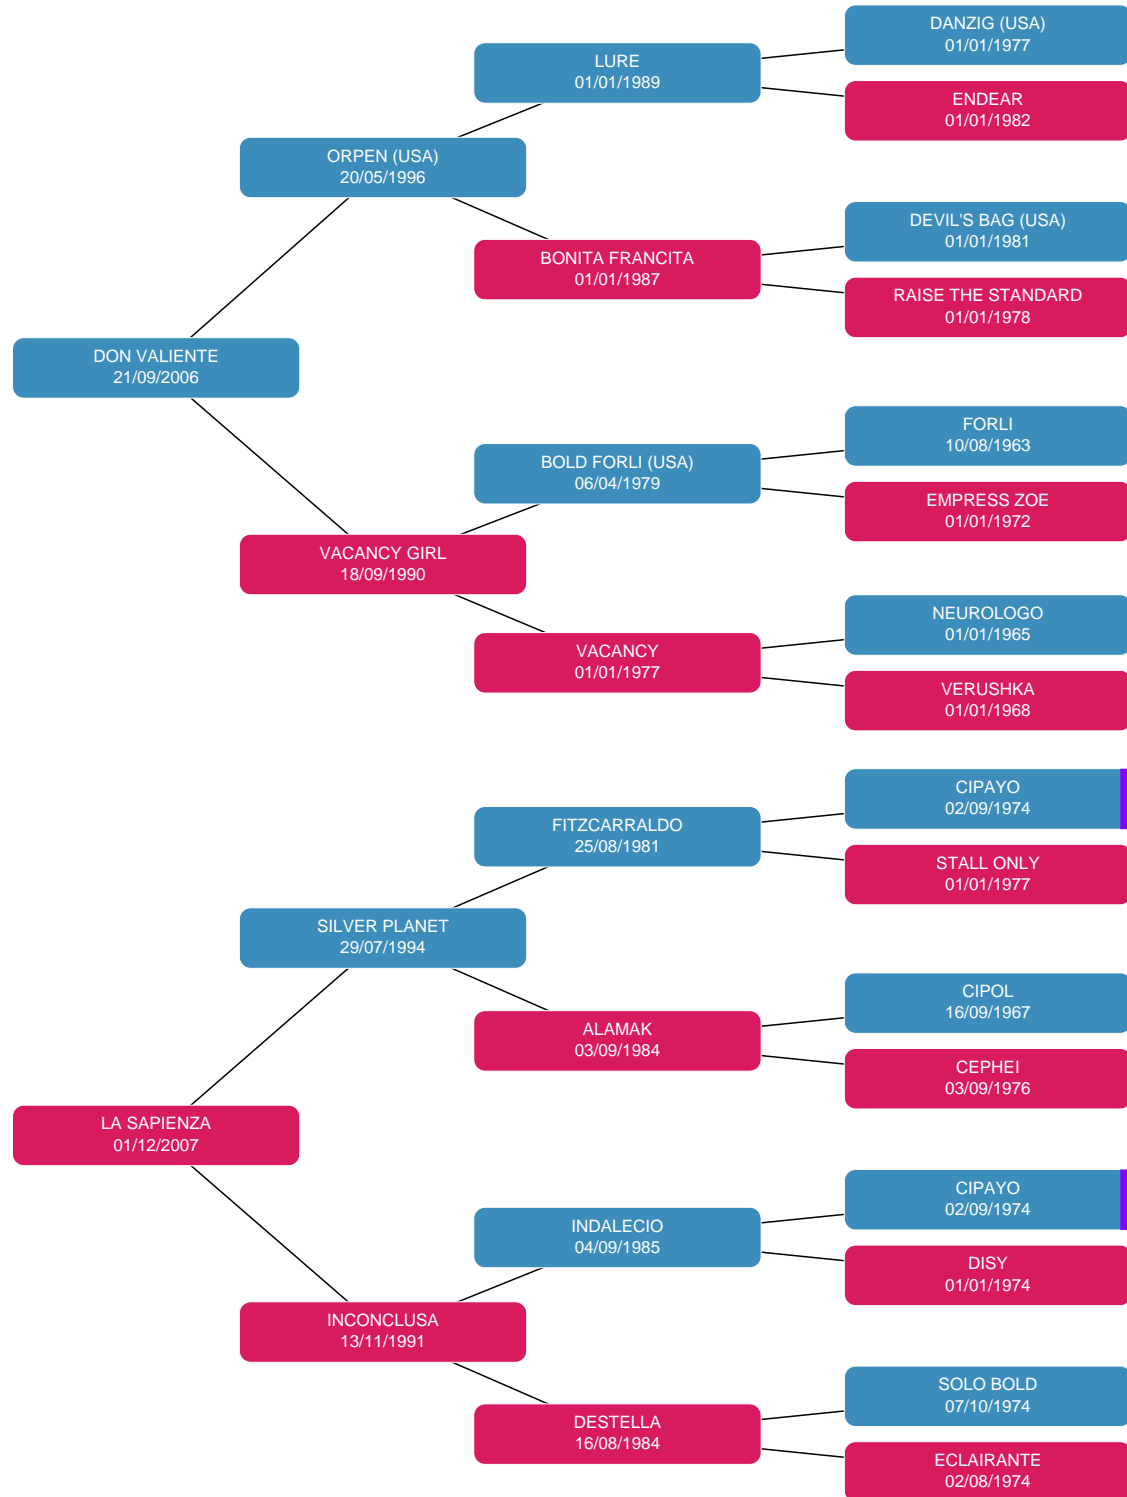 DANZIG (USA)
01/01/1977
LURE
01/01/1989
ENDEAR
01/01/1982
ORPEN (USA)
20/05/1996
DEVIL'S BAG (USA)
01/01/1981
BONITA FRANCITA
01/01/1987
RAISE THE STANDARD
01/01/1978
DON VALIENTE
21/09/2006
FORLI
10/08/1963
BOLD FORLI (USA)
06/04/1979
EMPRESS ZOE
01/01/1972
VACANCY GIRL
18/09/1990
NEUROLOGO
01/01/1965
VACANCY
01/01/1977
VERUSHKA
01/01/1968
CIPAYO
02/09/1974
FITZCARRALDO
25/08/1981
STALL ONLY
01/01/1977
SILVER PLANET
29/07/1994
CIPOL
16/09/1967
ALAMAK
03/09/1984
CEPHEI
03/09/1976
LA SAPIENZA
01/12/2007
CIPAYO
02/09/1974
INDALECIO
04/09/1985
DISY
01/01/1974
INCONCLUSA
13/11/1991
SOLO BOLD
07/10/1974
DESTELLA
16/08/1984
ECLAIRANTE
02/08/1974